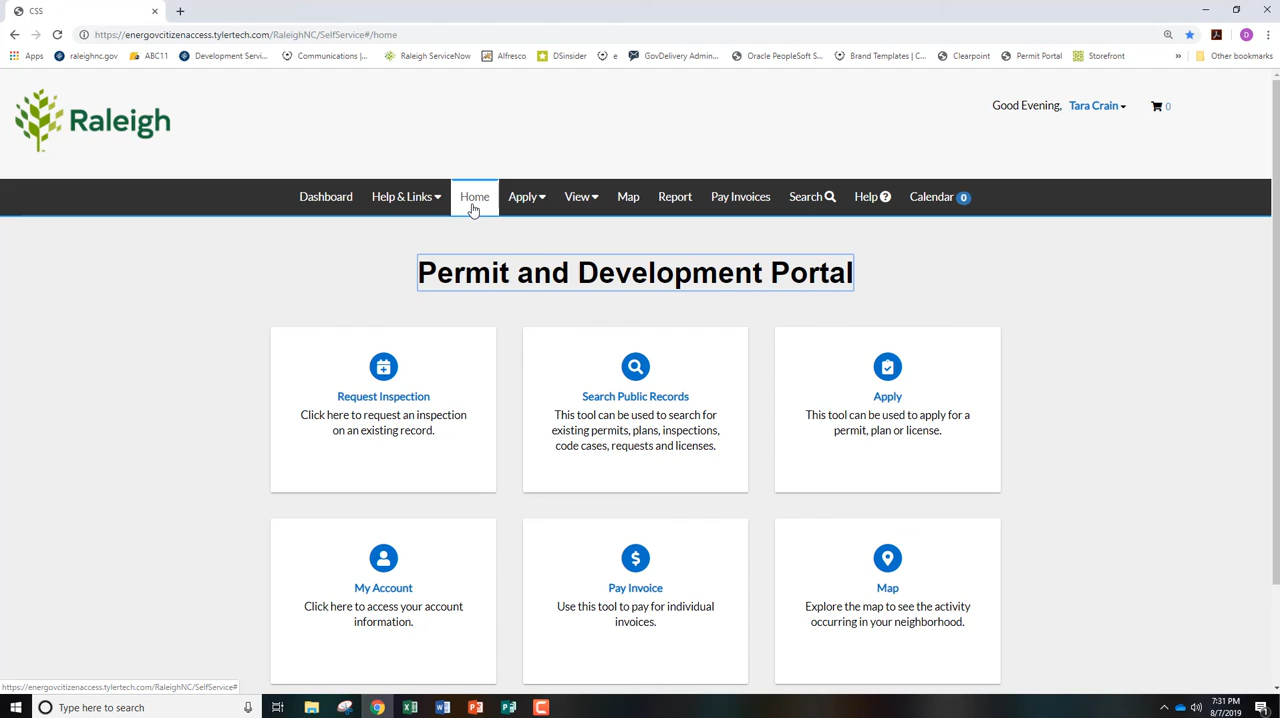 CSS
https://energovcitizenaccess.tylertech.com/RaleighNC/SelfService#/home
Apps raleighnc.gov ABC11 Development Servi... Communications |... Raleigh ServiceNow Alfresco DSinsider e GovDelivery Admin... Oracle PeopleSoft S... Brand Templates | C... Clearpoint Permit Portal Storefront » Other bookmarks
Raleigh
Good Evening, Tara Crain 0
Dashboard Help & Links Home Apply View Map Report Pay Invoices Search Help Calendar 0
Permit and Development Portal
Request Inspection
Click here to request an inspection
on an existing record.
Search Public Records
This tool can be used to search for
existing permits, plans, inspections,
code cases, requests and licenses.
Apply
This tool can be used to apply for a
permit, plan or license.
My Account
Click here to access your account
information.
Pay Invoice
Use this tool to pay for individual
invoices.
Map
Explore the map to see the activity
occurring in your neighborhood.
https://energovcitizenaccess.tylertech.com/RaleighNC/SelfService#
Type here to search
7:31 PM
8/7/2019